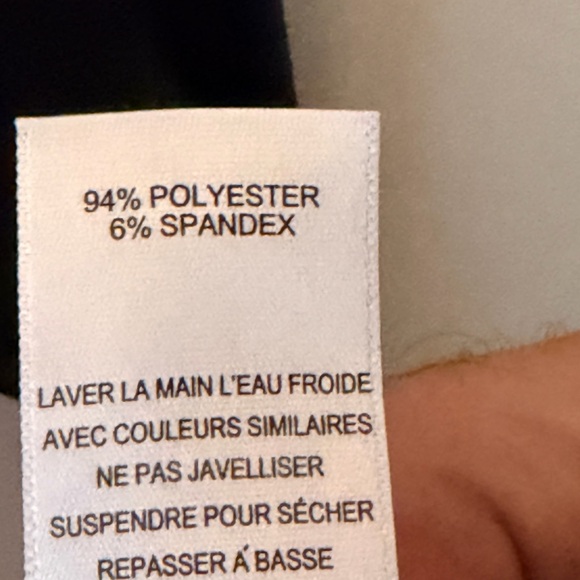 94% POLYESTER
6% SPANDEX
LAVER LA MAIN L'EAU FROIDE
AVEC COULEURS SIMILAIRES
NE PAS JAVELLISER
SUSPENDRE POUR SÉCHER
REPASSER Á BASSE